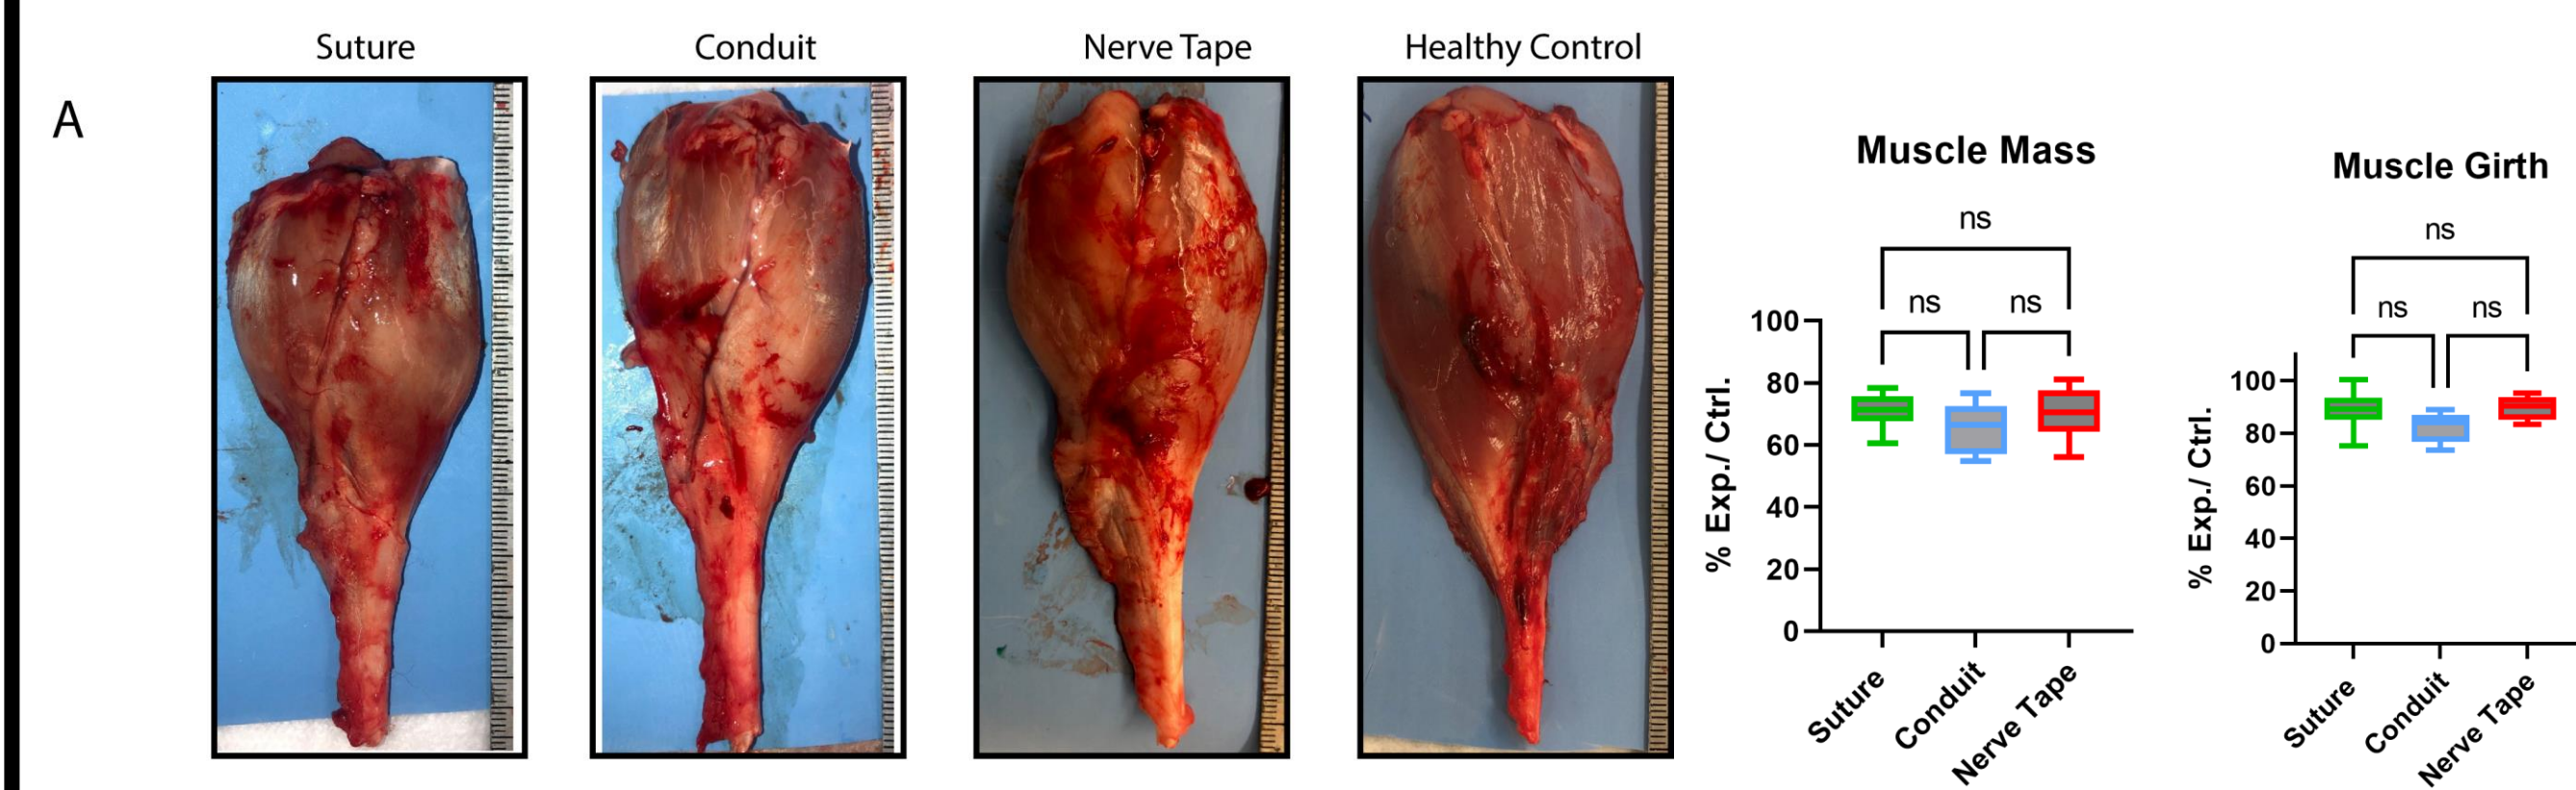 Suture
Conduit
Nerve Tape
Healthy Control
A
Muscle Mass
ns
ns
ns
% Exp./ Ctrl.
100
80
60
40
20
0
Suture
Conduit
Nerve Tape
Muscle Girth
ns
ns
ns
% Exp./ Ctrl.
100
80
60
40
20
0
Suture
Conduit
Nerve Tape